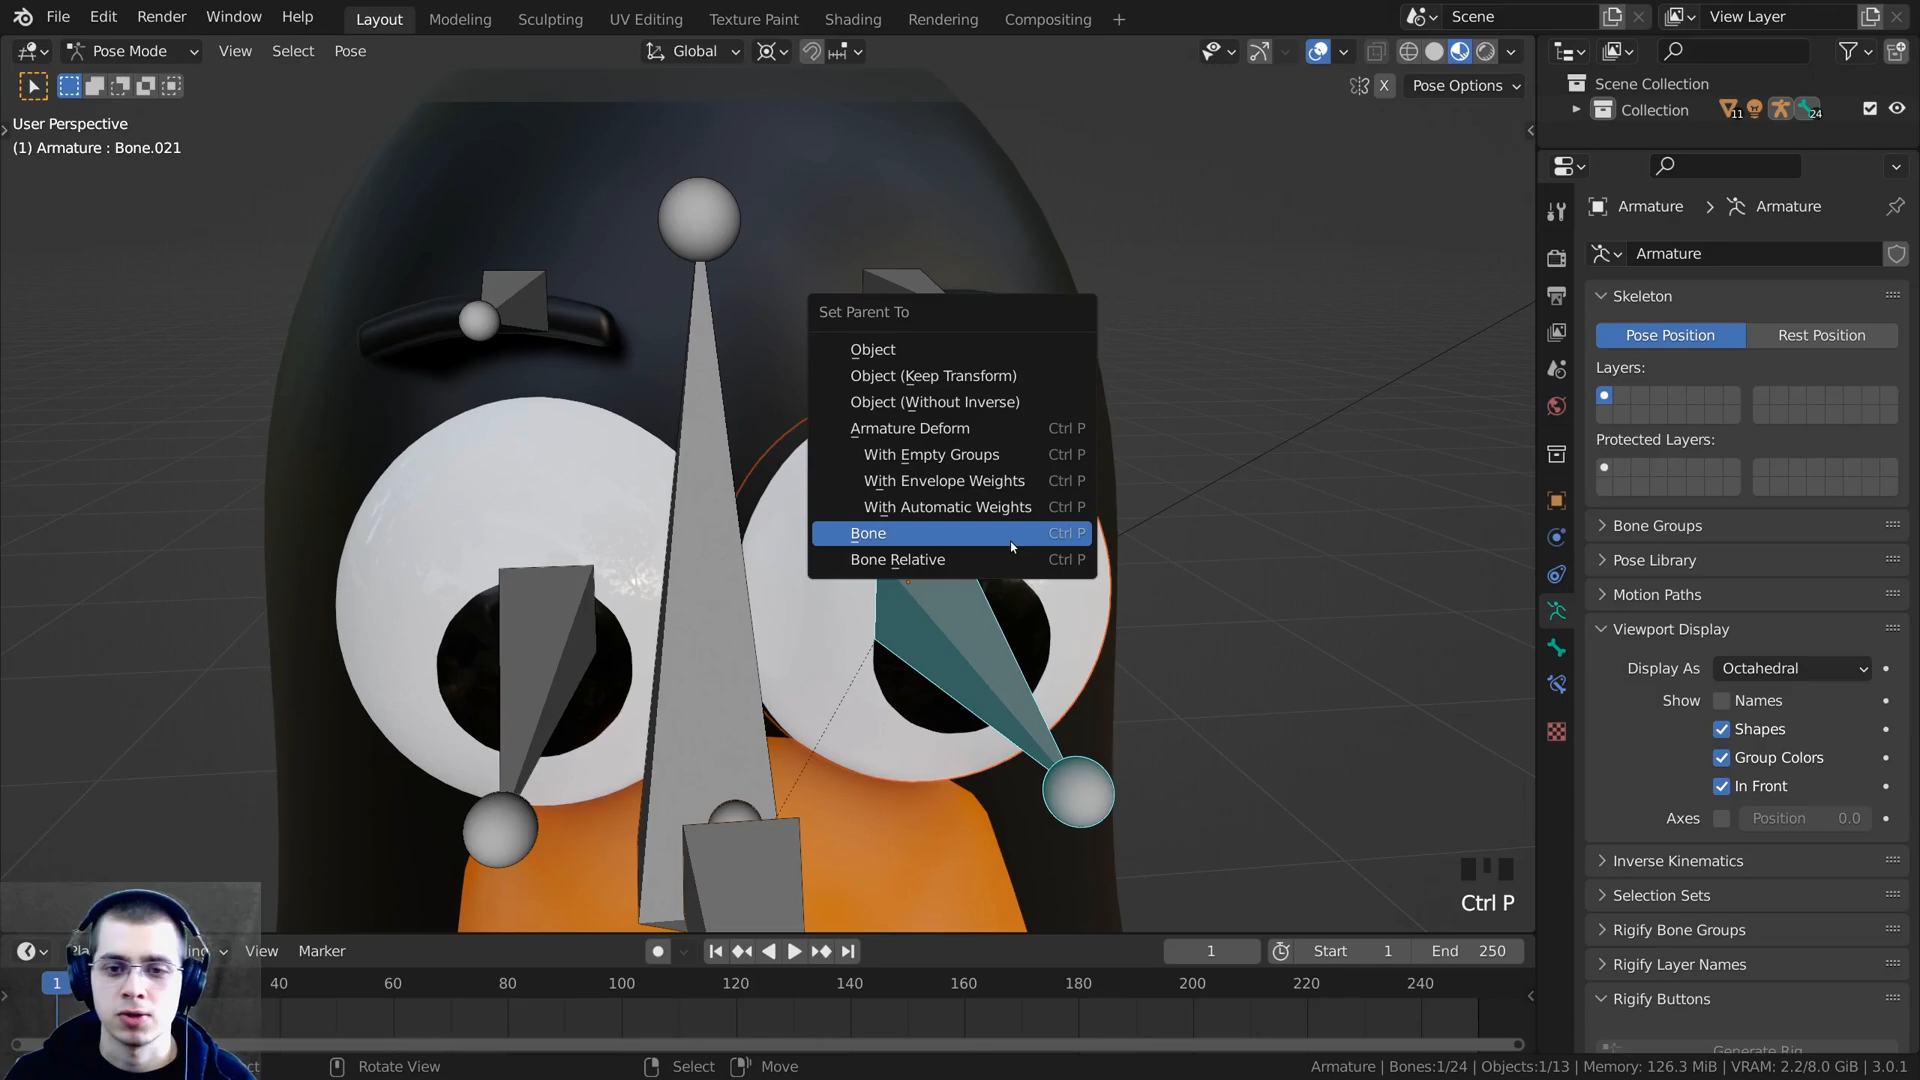 File Edit Render Window Help Layout Modeling Sculpting UV Editing Texture Paint Shading Rendering Compositing + Scene View Layer
Pose Mode View Select Pose Global
X Pose Options
Scene Collection
Collection 11 24
User Perspective
(1) Armature : Bone.021
Set Parent To
Object
Object (Keep Transform)
Object (Without Inverse)
Armature Deform Ctrl P
With Empty Groups Ctrl P
With Envelope Weights Ctrl P
With Automatic Weights Ctrl P
Bone Ctrl P
Bone Relative Ctrl P
Ctrl P
Armature > Armature
Armature
Skeleton
Pose Position Rest Position
Layers:
Protected Layers:
Bone Groups
Pose Library
Motion Paths
Viewport Display
Display As Octahedral
Show Names
Shapes
Group Colors
In Front
Axes Position 0.0
Inverse Kinematics
Selection Sets
Rigify Bone Groups
Rigify Layer Names
Rigify Buttons
Generate Rig
View Marker 1 Start 1 End 250
1 40 60 80 100 120 140 160 180 200 220 240
Rotate View Select Move Armature | Bones:1/24 | Objects:1/13 | Memory: 126.3 MiB | VRAM: 2.2/8.0 GiB | 3.0.1